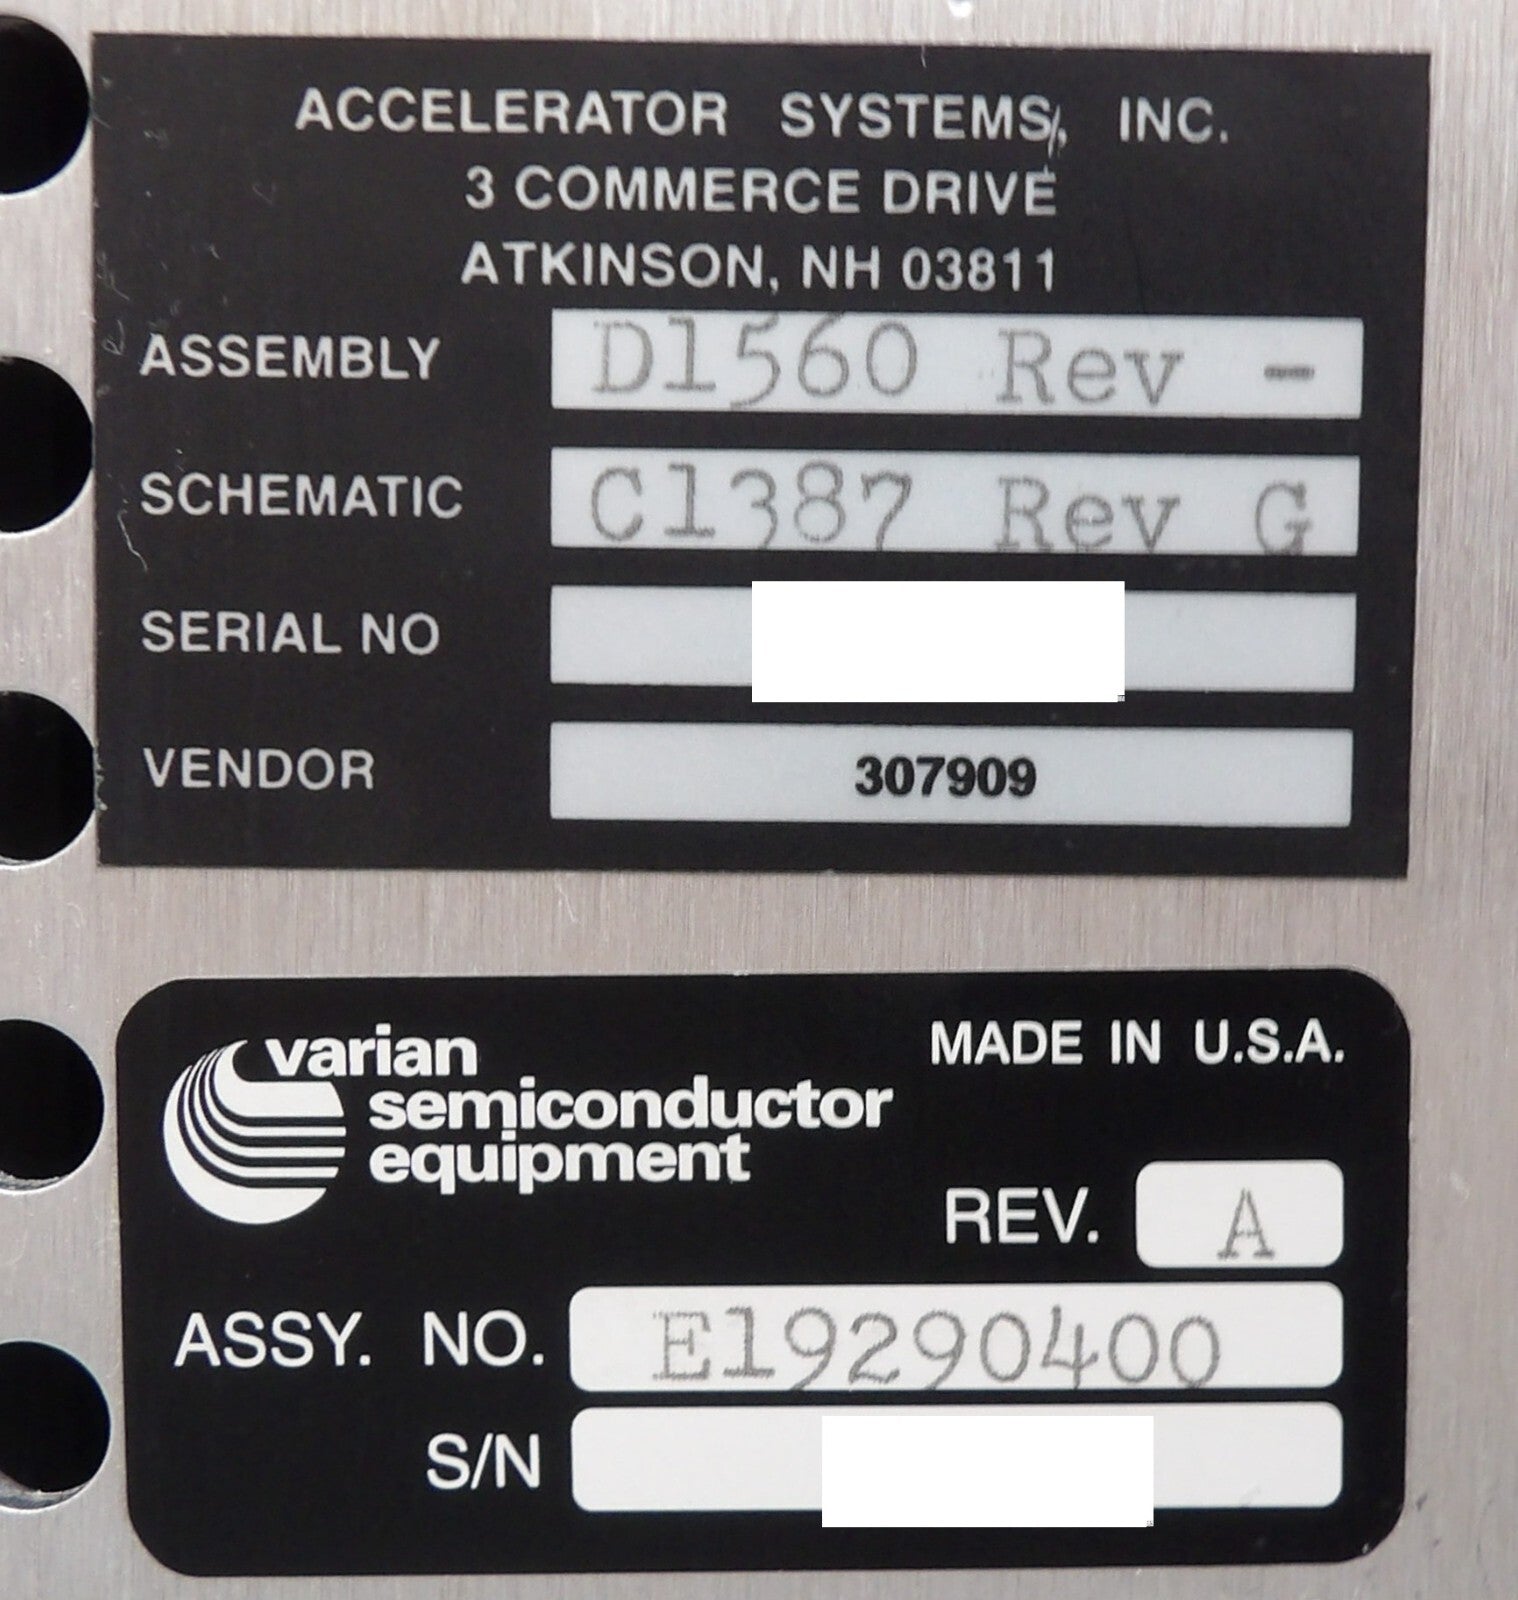 ACCELERATOR SYSTEMS, INC.
3 COMMERCE DRIVE
ATKINSON, NH 03811
ASSEMBLY D1560 Rev -
SCHEMATIC C1387 Rev G
SERIAL NO
VENDOR 307909
varian
semiconductor
equipment
MADE IN U.S.A.
REV. A
ASSY. NO. E19290400
S/N